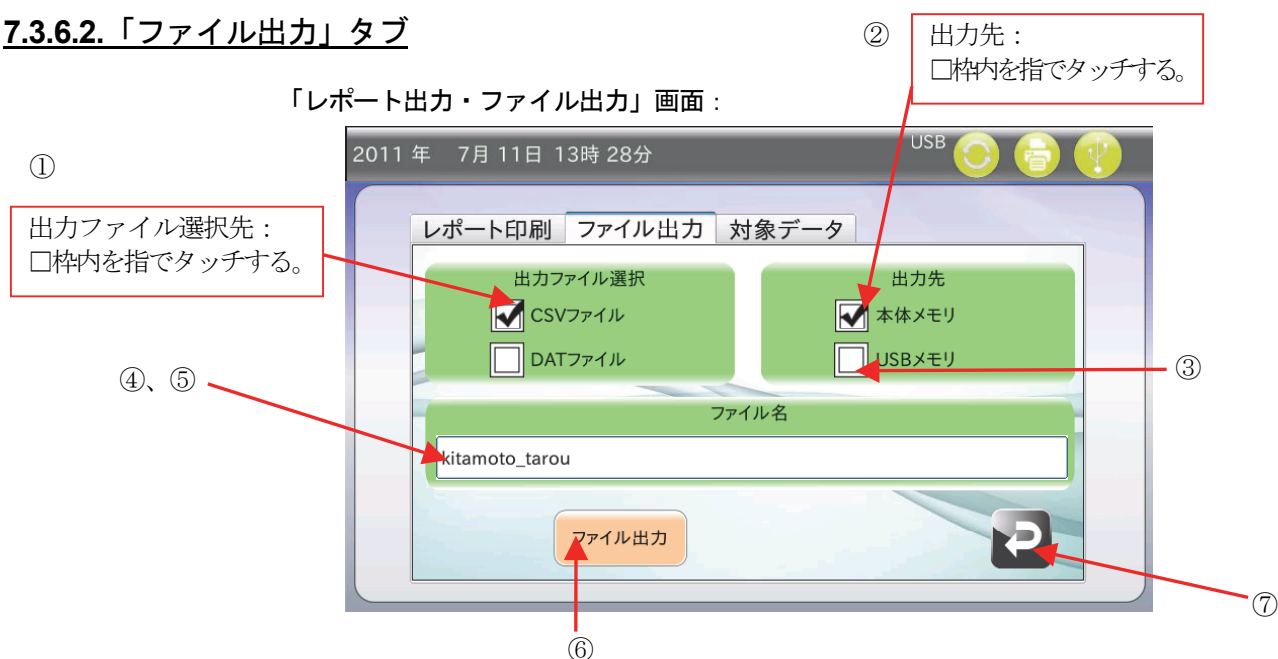 7.3.6.2.「ファイル出力」タブ
②
出力先：
□枠内を指でタッチする。
「レポート出力・ファイル出力」画面：
①
出力ファイル選択先：
□枠内を指でタッチする。
2011 年 7月 11日 13時 28分
USB
レポート印刷 ファイル出力 対象データ
出力ファイル選択
出力先
CSVファイル
本体メモリ
DATファイル
USBメモリ
③
④、⑤
ファイル名
kitamoto_tarou
ファイル出力
⑦
⑥